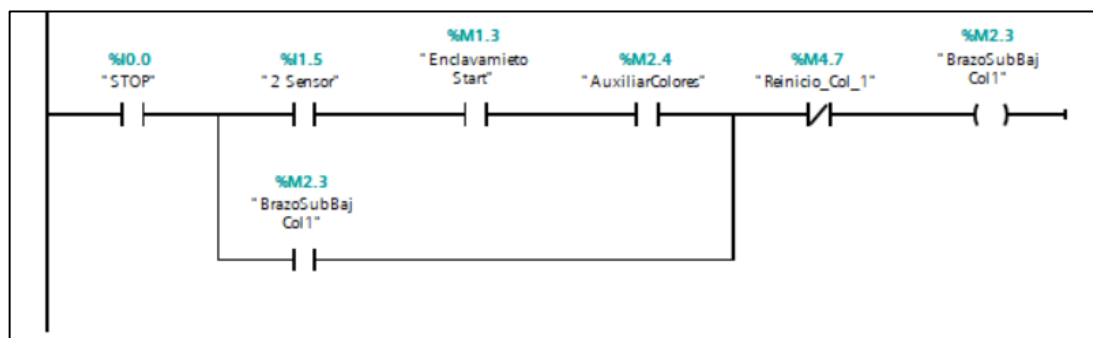 %I0.0
"STOP"
%I1.5
"2 Sensor"
%M1.3
"Enclavamieto
Start"
%M2.4
"AuxiliarColores"
%M4.7
"Reinicio_Col_1"
%M2.3
"BrazoSubBaj
Col1"
%M2.3
"BrazoSubBaj
Col1"